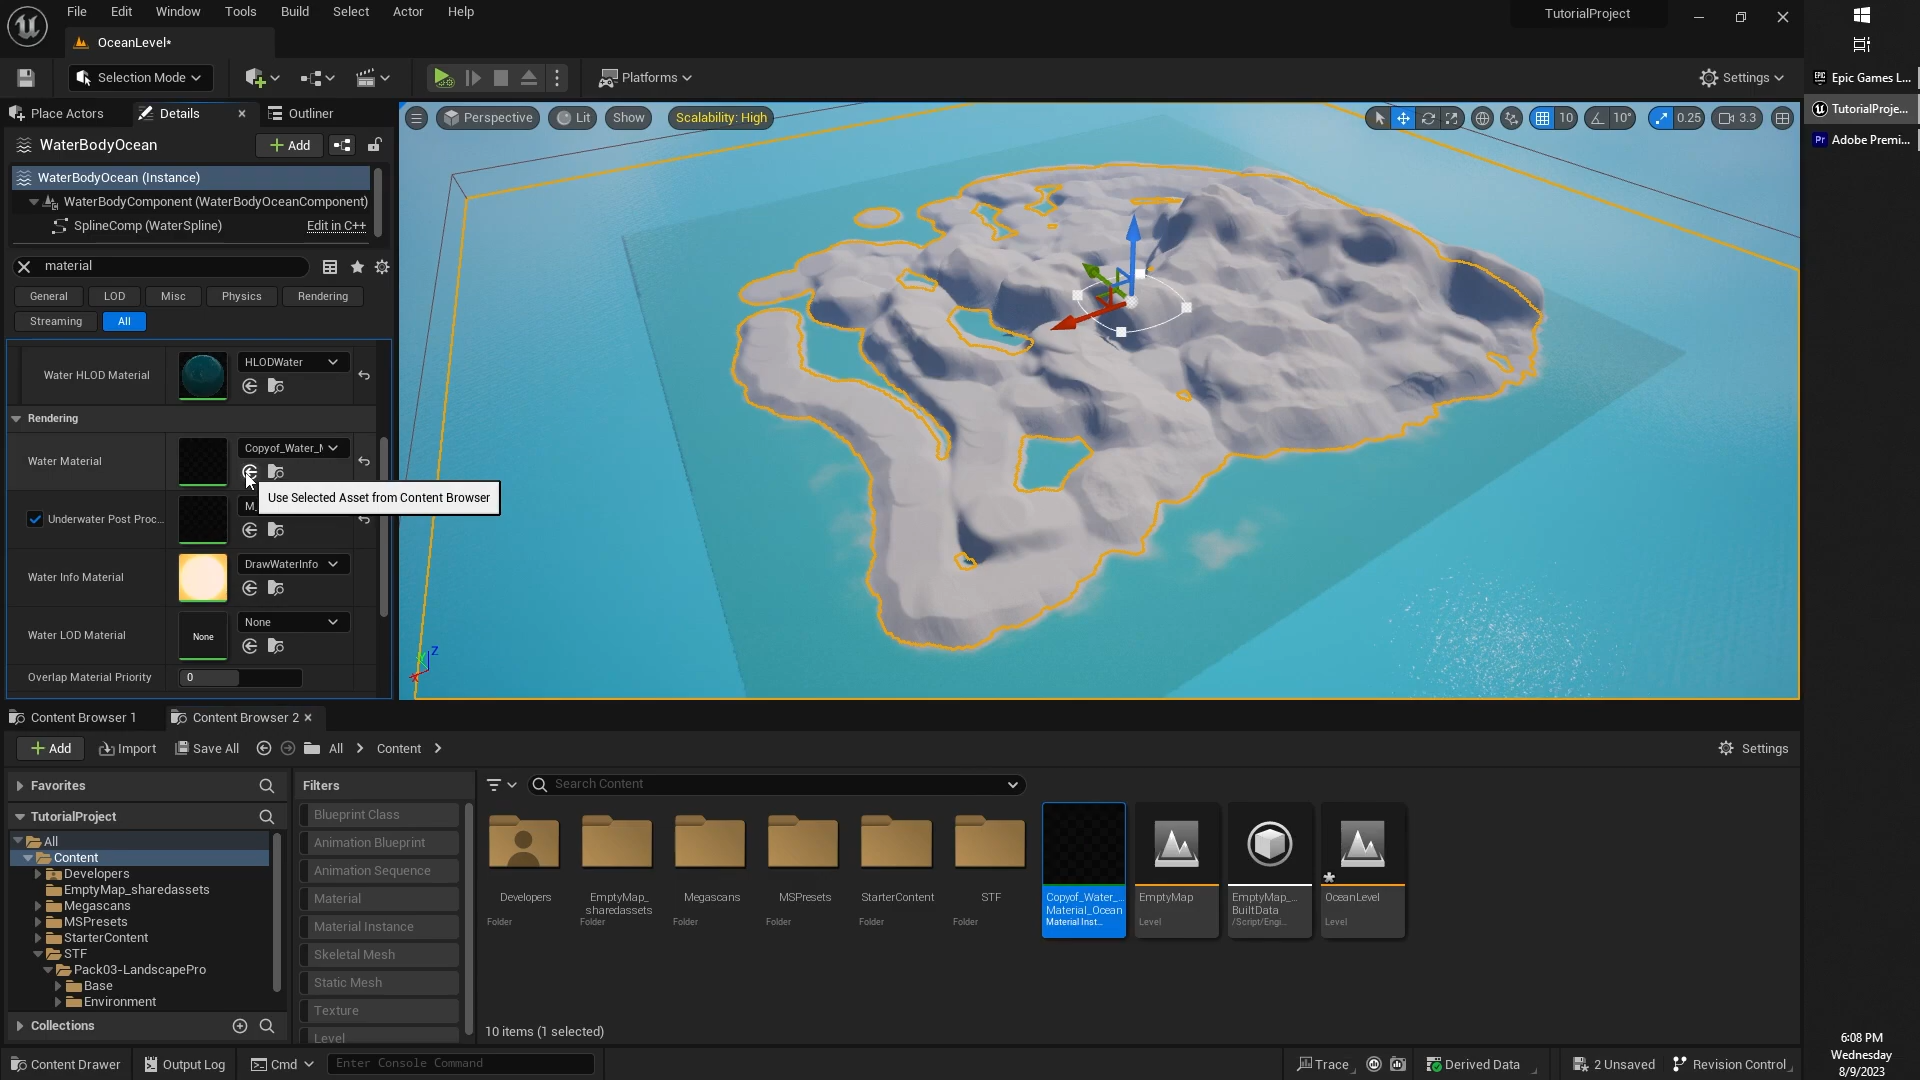 File Edit Window Tools Build Select Actor Help
TutorialProject
OceanLevel*
Selection Mode
Platforms
Settings
Epic Games L...
TutorialProje...
Adobe Premi...
Place Actors
Details
Outliner
WaterBodyOcean
Add
WaterBodyOcean (Instance)
WaterBodyComponent (WaterBodyOceanComponent)
SplineComp (WaterSpline)
Edit in C++
material
General
LOD
Misc
Physics
Rendering
Streaming
All
Water HLOD Material
HLODWater
Rendering
Water Material
Copyof_Water_
Use Selected Asset from Content Browser
Underwater Post Proc...
Water Info Material
DrawWaterInfo
Water LOD Material
None
None
Overlap Material Priority
0
Perspective
Lit
Show
Scalability: High
10
10°
0.25
3.3
Z
Content Browser 1
Content Browser 2
Add
Import
Save All
All
Content
Settings
Favorites
TutorialProject
All
Content
Developers
EmptyMap_sharedassets
Megascans
MSPresets
StarterContent
STF
Pack03-LandscapePro
Base
Environment
Collections
Filters
Blueprint Class
Animation Blueprint
Animation Sequence
Material
Material Instance
Skeletal Mesh
Static Mesh
Texture
Level
Search Content
Developers
Folder
EmptyMap_
sharedassets
Folder
Megascans
Folder
MSPresets
Folder
StarterContent
Folder
STF
Folder
Copyof_Water_...
Material_Ocean
Material Inst...
EmptyMap
Level
EmptyMap_...
BuiltData
/Script/Engi...
OceanLevel
Level
10 items (1 selected)
Content Drawer
Output Log
Cmd
Enter Console Command
Trace
Derived Data
2 Unsaved
Revision Control
6:08 PM
Wednesday
8/9/2023